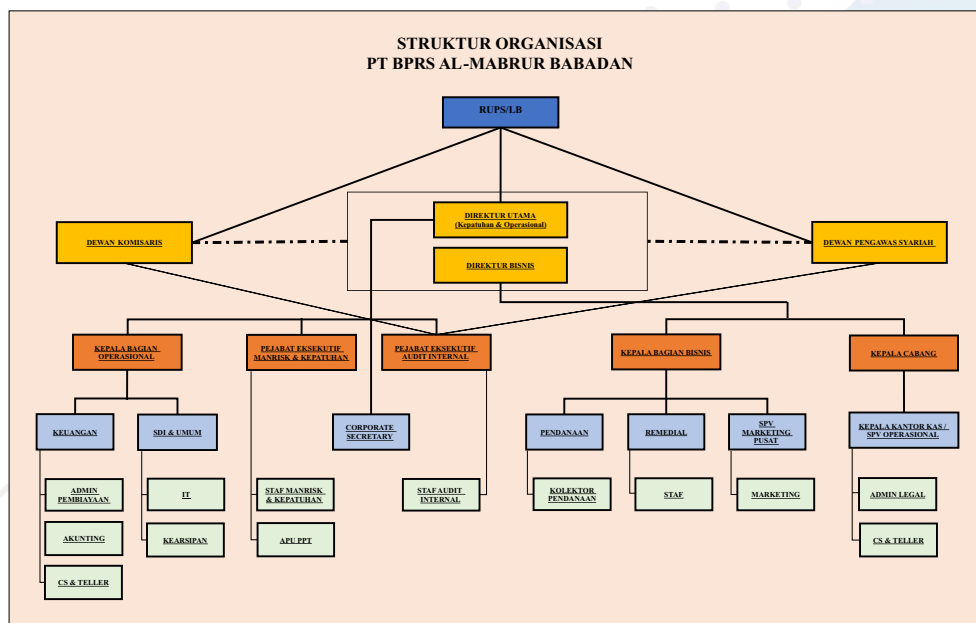 STRUKTUR ORGANISASI
PT BPRS AL-MABRUR BABADAN
RUPS/LB
DIREKTUR UTAMA
(Kepatuhan & Operasional)
DEWAN KOMISARIS
DEWAN PENGAWAS SYARIAH
DIREKTUR BISNIS
KEPALA BAGIAN
OPERASIONAL
PEJABAT EKSEKUTIF
MANRISK & KEPATUHAN
PEJABAT EKSEKUTIF
AUDIT INTERNAL
KEPALA BAGIAN BISNIS
KEPALA CABANG
KEUANGAN
SDI & UMUM
CORPORATE
SECRETARY
PENDANAAN
REMEDIAL
SPV
MARKETING
PUSAT
KEPALA KANTOR KAS /
SPV OPERASIONAL
ADMIN
PEMBIAYAAN
IT
STAF MANRISK
& KEPATUHAN
STAF AUDIT
INTERNAL
KOLEKTOR
PENDANAAN
STAF
MARKETING
ADMIN LEGAL
AKUNTING
KEARSIPAN
APU PPT
CS & TELLER
CS & TELLER